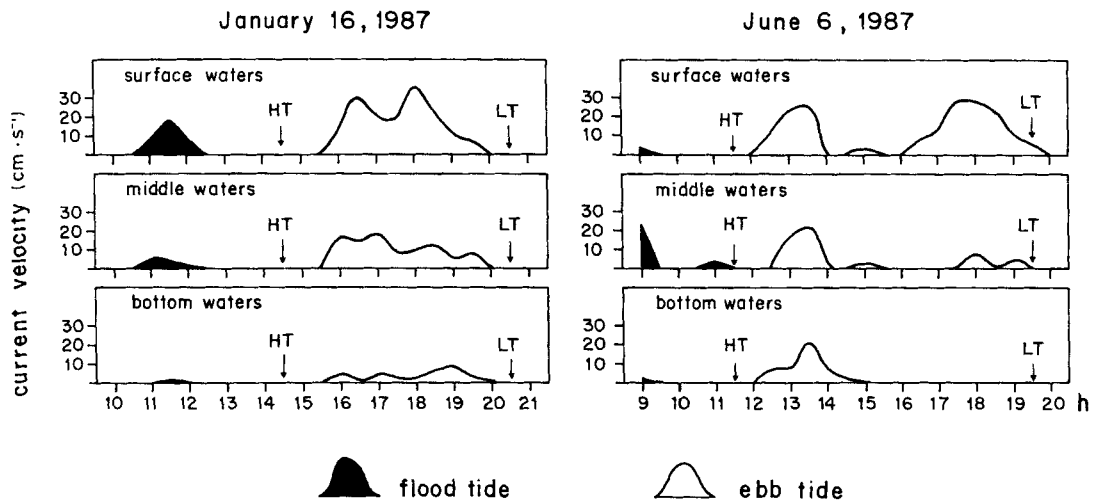 January 16, 1987
June 6, 1987
current velocity (cm·s⁻¹)
surface waters
30
20
10
HT
LT
surface waters
30
20
10
HT
LT
middle waters
30
20
10
HT
LT
middle waters
30
20
10
HT
LT
bottom waters
30
20
10
HT
LT
bottom waters
30
20
10
HT
LT
10 11 12 13 14 15 16 17 18 19 20 21
9 10 11 12 13 14 15 16 17 18 19 20 h
flood tide
ebb tide